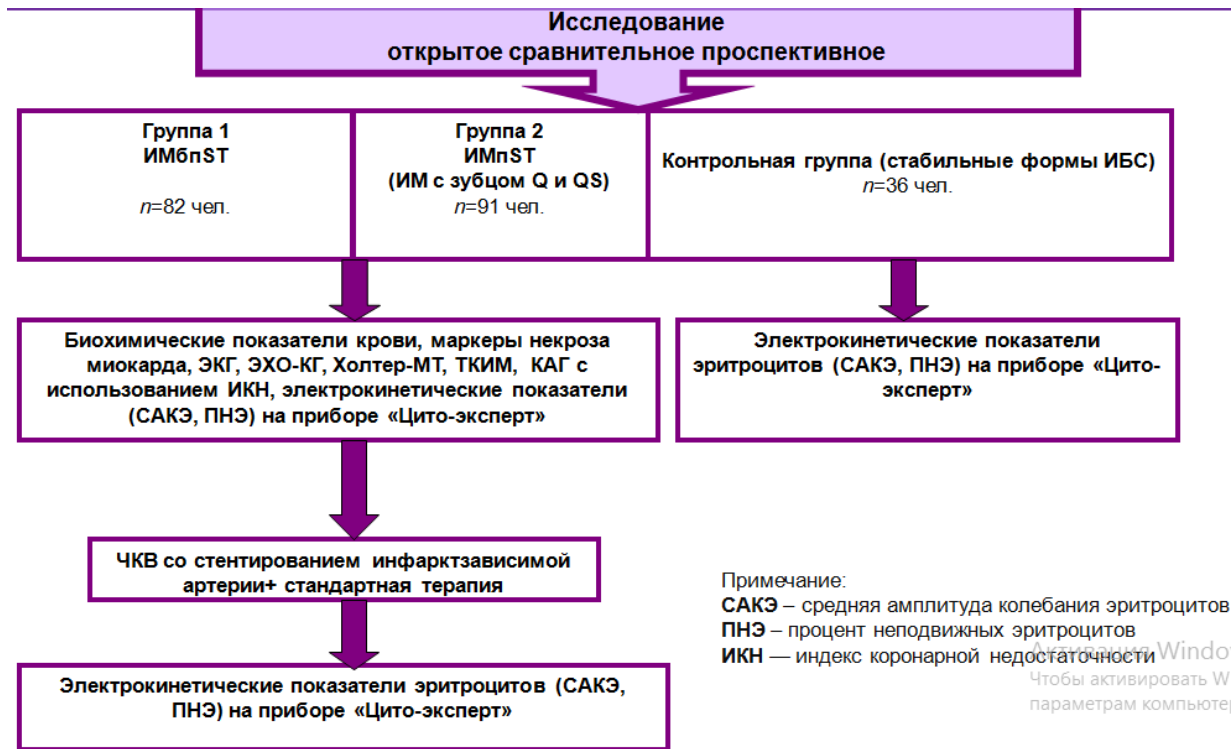 Исследование
открытое сравнительное проспективное
Группа 1
ИМбпST
n=82 чел.
Группа 2
ИМпST
(ИМ с зубцом Q и QS)
n=91 чел.
Контрольная группа (стабильные формы ИБС)
n=36 чел.
Биохимические показатели крови, маркеры некроза
миокарда, ЭКГ, ЭХО-КГ, Холтер-МТ, ТКИМ, КАГ с
использованием ИКН, электрокинетические показатели
(САКЭ, ПНЭ) на приборе «Цито-эксперт»
Электрокинетические показатели
эритроцитов (САКЭ, ПНЭ) на приборе «Цито-
эксперт»
ЧКВ со стентированием инфарктзависимой
артерии+ стандартная терапия
Электрокинетические показатели эритроцитов (САКЭ,
ПНЭ) на приборе «Цито-эксперт»
Примечание:
САКЭ – средняя амплитуда колебания эритроцитов
ПНЭ – процент неподвижных эритроцитов
ИКН — индекс коронарной недостаточности
Активация Windo
Чтобы активировать W
параметрам компьютер